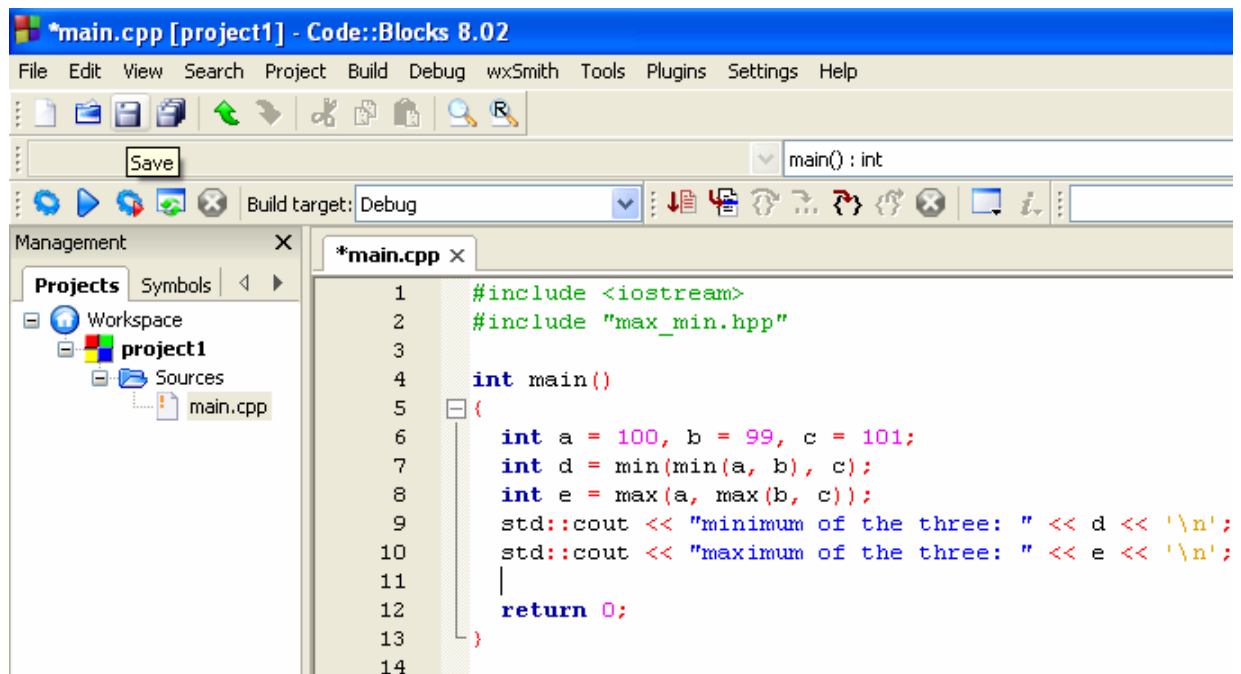 *main.cpp [project1] - Code::Blocks 8.02
File Edit View Search Project Build Debug wxSmith Tools Plugins Settings Help
Save
main() : int
Build target: Debug
Management
*main.cpp
Projects Symbols
Workspace
project1
Sources
main.cpp
1 #include <iostream>
2 #include "max_min.hpp"
3
4 int main()
5 {
6 int a = 100, b = 99, c = 101;
7 int d = min(min(a, b), c);
8 int e = max(a, max(b, c));
9 std::cout << "minimum of the three: " << d << '\n';
10 std::cout << "maximum of the three: " << e << '\n';
11
12 return 0;
13 }
14